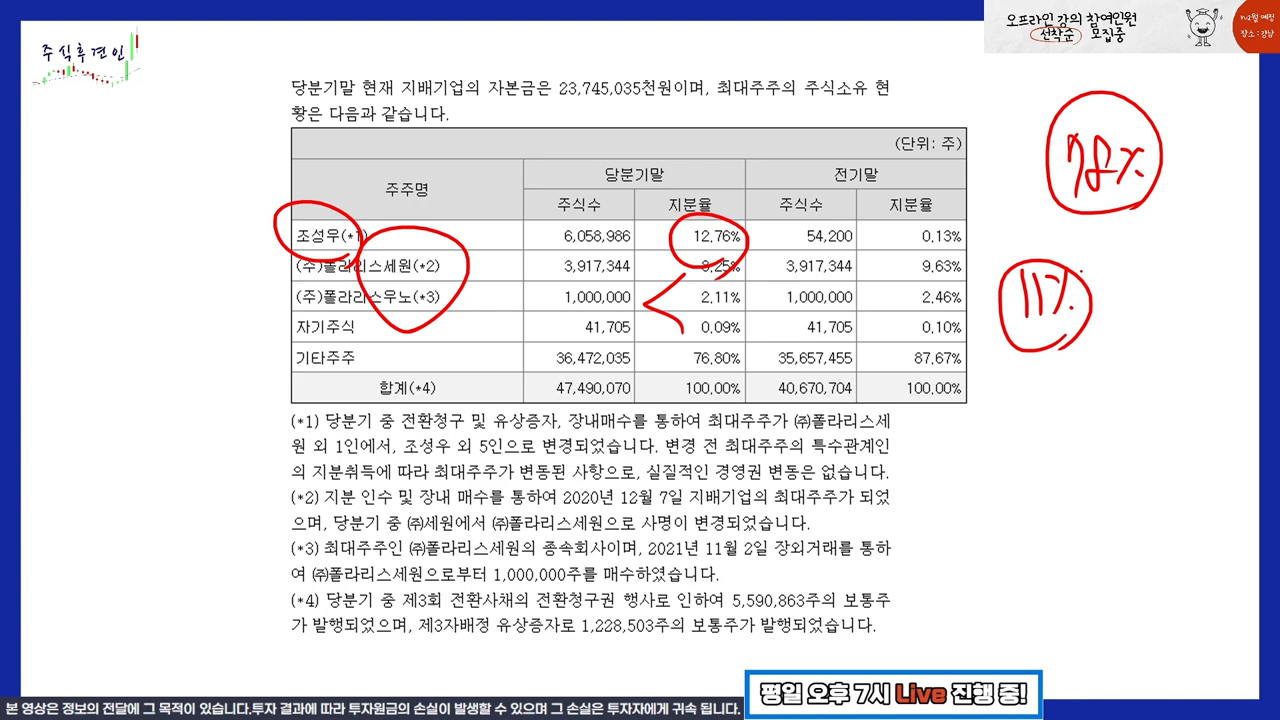 오프라인 강의 참여인원
선착순 모집중
11~12월 예정
장소 : 강남
주식후견인
당분기말 현재 지배기업의 자본금은 23,745,035천원이며, 최대주주의 주식소유 현
황은 다음과 같습니다.
(단위: 주)
주주명 당분기말 전기말
주식수 지분율 주식수 지분율
조성우(*1) 6,058,986 12.76% 54,200 0.13%
(주)폴라리스세원(*2) 3,917,344 8.25% 3,917,344 9.63%
(주)폴라리스우노(*3) 1,000,000 2.11% 1,000,000 2.46%
자기주식 41,705 0.09% 41,705 0.10%
기타주주 36,472,035 76.80% 35,657,455 87.67%
합계(*4) 47,490,070 100.00% 40,670,704 100.00%
11%
(*1) 당분기 중 전환청구 및 유상증자, 장내매수를 통하여 최대주주가 ㈜폴라리스세
원 외 1인에서, 조성우 외 5인으로 변경되었습니다. 변경 전 최대주주의 특수관계인
의 지분취득에 따라 최대주주가 변동된 사항으로, 실질적인 경영권 변동은 없습니다.
(*2) 지분 인수 및 장내 매수를 통하여 2020년 12월 7일 지배기업의 최대주주가 되었
으며, 당분기 중 ㈜세원에서 ㈜폴라리스세원으로 사명이 변경되었습니다.
(*3) 최대주주인 ㈜폴라리스세원의 종속회사이며, 2021년 11월 2일 장외거래를 통하
여 ㈜폴라리스세원으로부터 1,000,000주를 매수하였습니다.
(*4) 당분기 중 제3회 전환사채의 전환청구권 행사로 인하여 5,590,863주의 보통주
가 발행되었으며, 제3자배정 유상증자로 1,228,503주의 보통주가 발행되었습니다.
평일 오후 7시 Live 진행 중!
본 영상은 정보의 전달에 그 목적이 있습니다.투자 결과에 따라 투자원금의 손실이 발생할 수 있으며 그 손실은 투자자에게 귀속 됩니다.